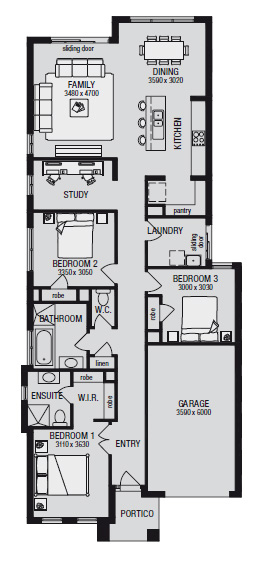 sliding door
FAMILY
3480 x 4700
DINING
3590 x 3020
KITCHEN
STUDY
pantry
LAUNDRY
sliding
door
BEDROOM 2
3350 x 3050
BEDROOM 3
3000 x 3030
robe
W.C.
robe
BATHROOM
linen
ENSUITE
robe
W.I.R.
robe
GARAGE
3590 x 6000
BEDROOM 1
3110 x 3630
ENTRY
PORTICO